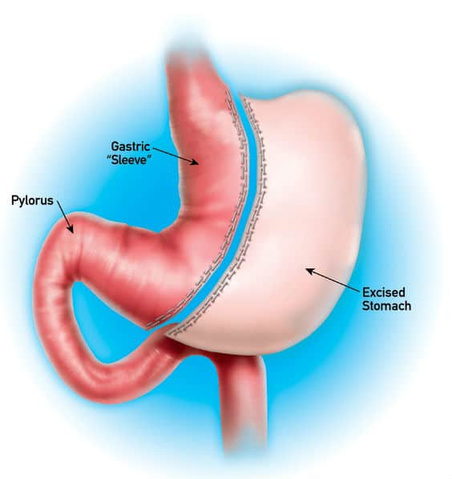 Gastric
"Sleeve"
Pylorus
Excised
Stomach